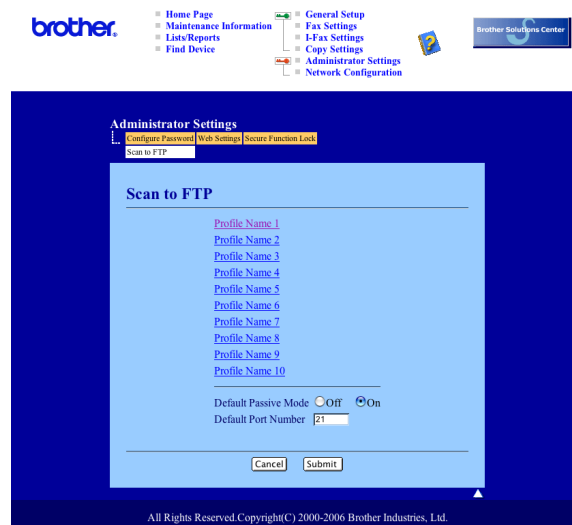 brother.
Home Page
Maintenance Information
Lists/Reports
Find Device
General Setup
Fax Settings
I-Fax Settings
Copy Settings
Administrator Settings
Network Configuration
Brother Solutions Center
Administrator Settings
Configure Password Web Settings Secure Function Lock
Scan to FTP
Scan to FTP
Profile Name 1
Profile Name 2
Profile Name 3
Profile Name 4
Profile Name 5
Profile Name 6
Profile Name 7
Profile Name 8
Profile Name 9
Profile Name 10
Default Passive Mode Off On
Default Port Number 21
Cancel Submit
All Rights Reserved.Copyright(C) 2000-2006 Brother Industries, Ltd.